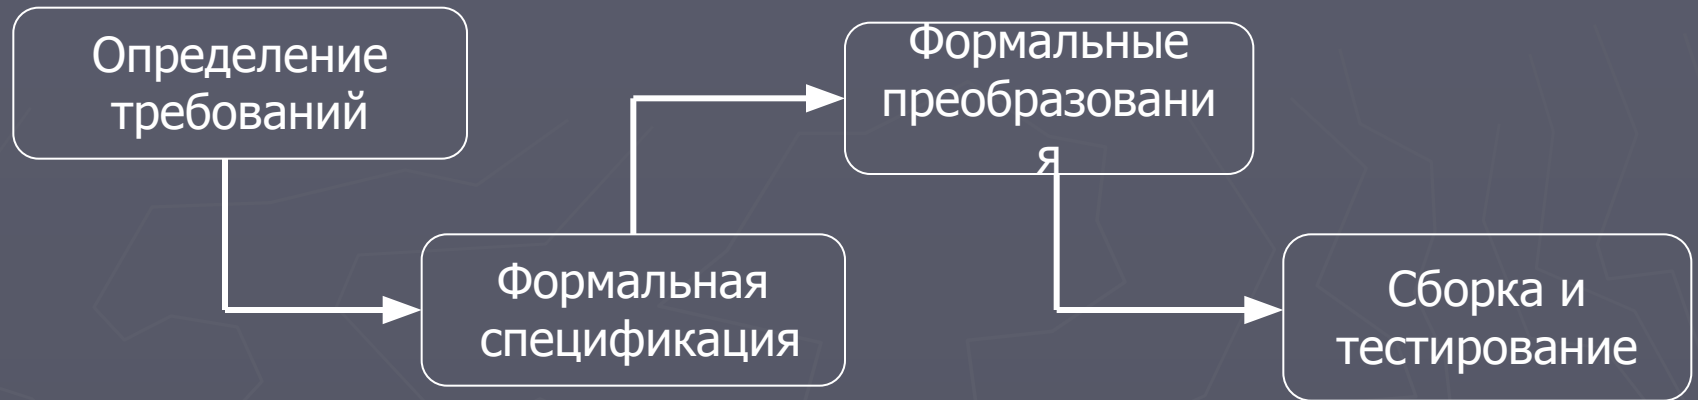 Определение
требований
Формальная
спецификация
Формальные
преобразовани
я
Сборка и
тестирование